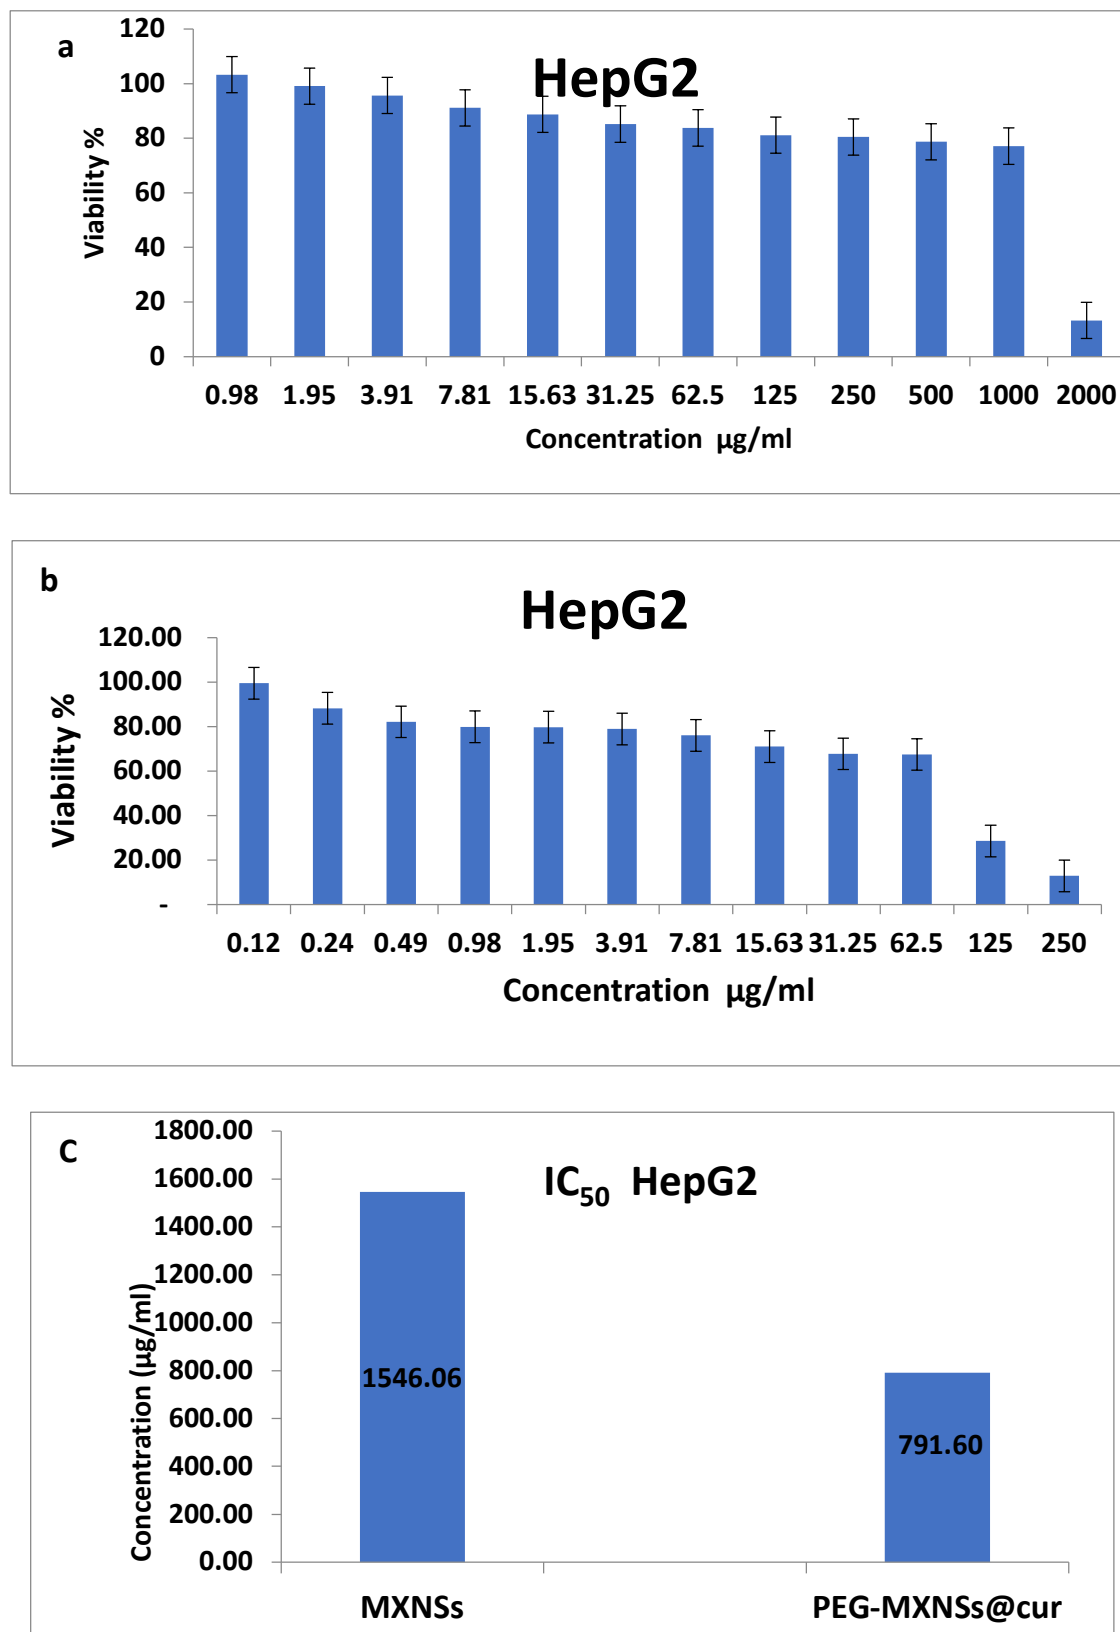 a
HepG2
120
100
80
60
40
20
0
Viability %
0.98 1.95 3.91 7.81 15.63 31.25 62.5 125 250 500 1000 2000
Concentration µg/ml
b
HepG2
120.00
100.00
80.00
60.00
40.00
20.00
-
Viability %
0.12 0.24 0.49 0.98 1.95 3.91 7.81 15.63 31.25 62.5 125 250
Concentration µg/ml
C
IC50 HepG2
1800.00
1600.00
1400.00
1200.00
1000.00
800.00
600.00
400.00
200.00
0.00
Concentration (µg/ml)
1546.06
791.60
MXNSs PEG-MXNSs@cur